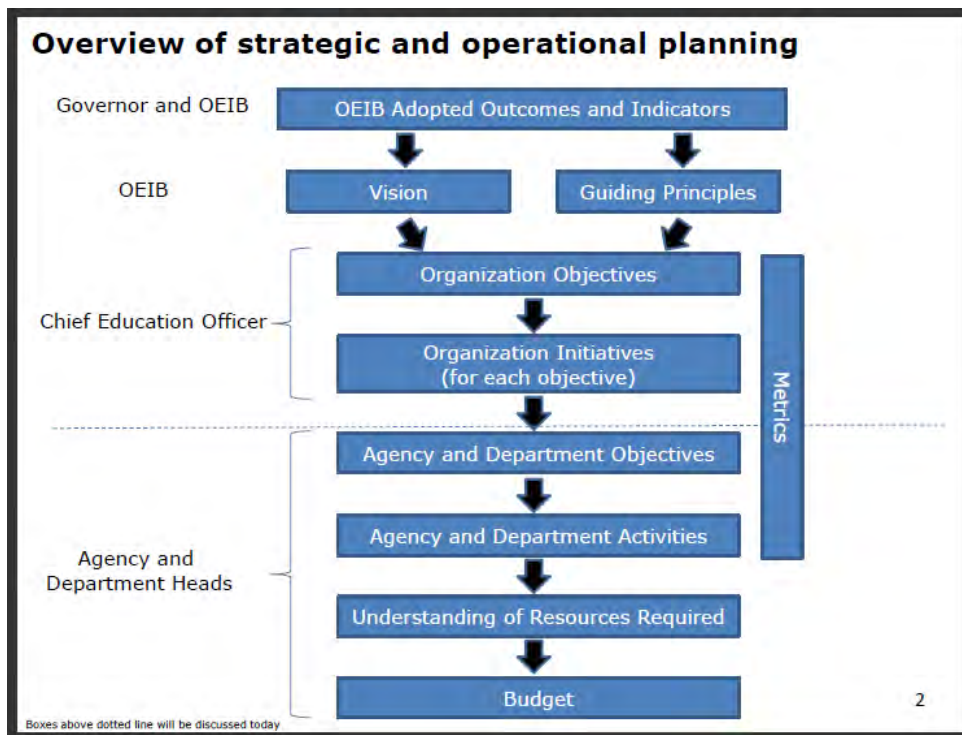 Overview of strategic and operational planning
Governor and OEIB
OEIB Adopted Outcomes and Indicators
OEIB
Vision
Guiding Principles
Chief Education Officer
Organization Objectives
Organization Initiatives
(for each objective)
Metrics
Agency and
Department Heads
Agency and Department Objectives
Agency and Department Activities
Understanding of Resources Required
Budget
2
Boxes above dotted line will be discussed today